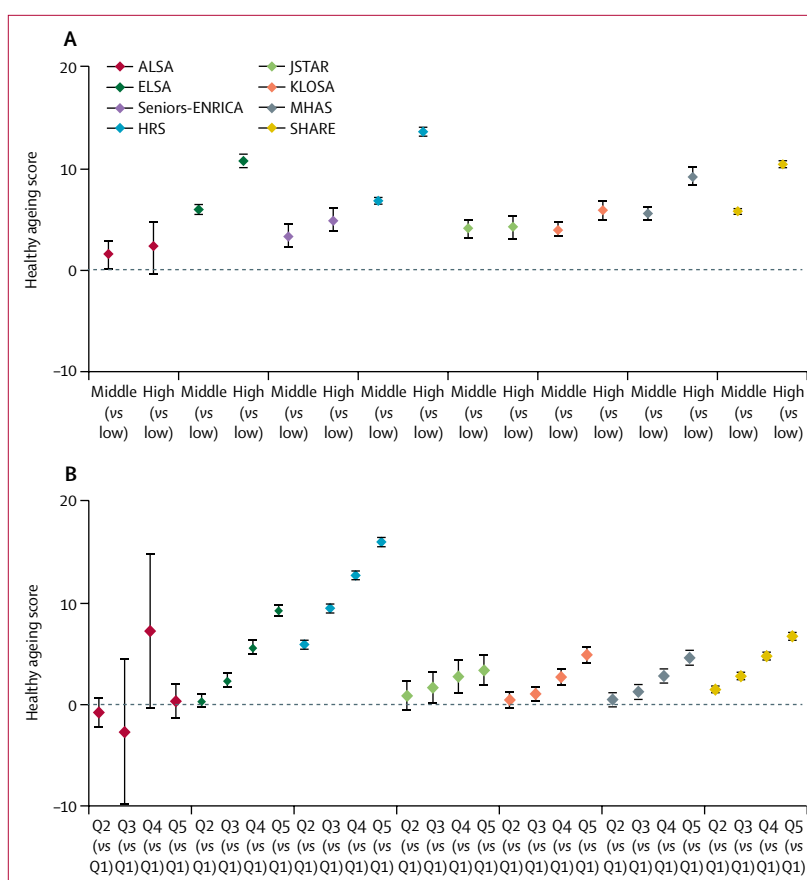 A
20
10
0
–10
Healthy ageing score
ALSA
ELSA
Seniors-ENRICA
HRS
JSTAR
KLOSA
MHAS
SHARE
Middle High Middle High Middle High Middle High Middle High Middle High Middle High Middle High
(vs (vs (vs (vs (vs (vs (vs (vs (vs (vs (vs (vs (vs (vs (vs (vs
low) low) low) low) low) low) low) low) low) low) low) low) low) low) low) low)
B
20
10
0
–10
Healthy ageing score
Q2 Q3 Q4 Q5 Q2 Q3 Q4 Q5 Q2 Q3 Q4 Q5 Q2 Q3 Q4 Q5 Q2 Q3 Q4 Q5 Q2 Q3 Q4 Q5 Q2 Q3 Q4 Q5
(vs (vs (vs (vs (vs (vs (vs (vs (vs (vs (vs (vs (vs (vs (vs (vs (vs (vs (vs (vs (vs (vs (vs (vs (vs (vs (vs (vs
Q1) Q1) Q1) Q1) Q1) Q1) Q1) Q1) Q1) Q1) Q1) Q1) Q1) Q1) Q1) Q1) Q1) Q1) Q1) Q1) Q1) Q1) Q1) Q1) Q1) Q1) Q1) Q1)